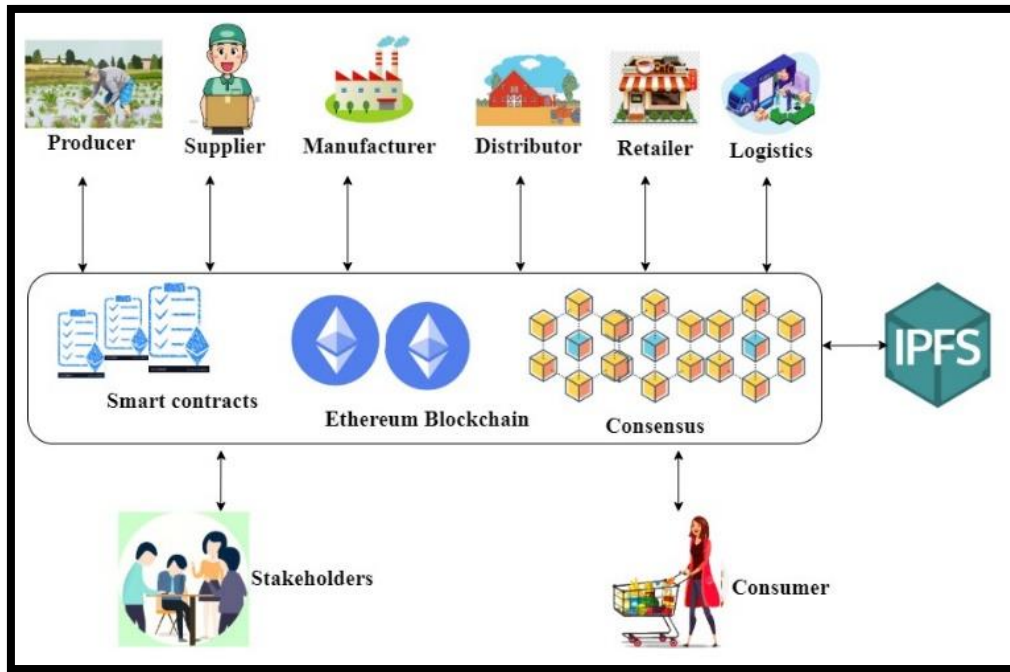 Producer
Supplier
Manufacturer
Distributor
Retailer
Logistics
Smart contracts
Ethereum Blockchain
Consensus
IPFS
Stakeholders
Consumer